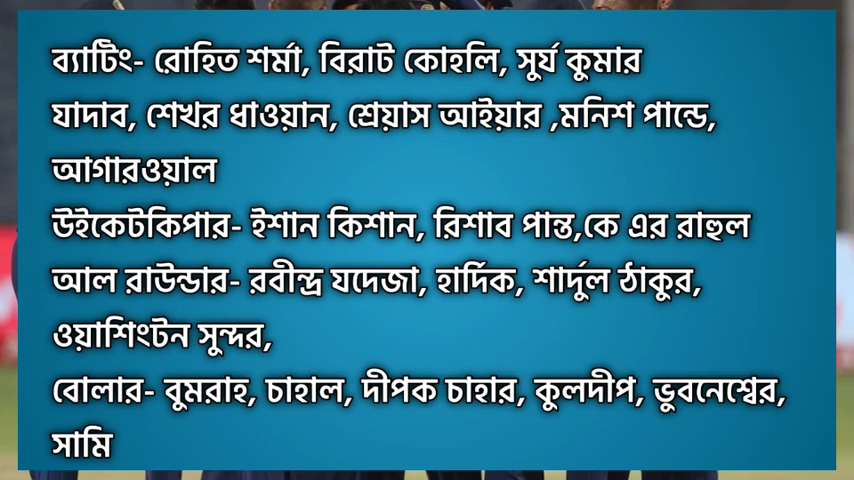 ব্যাটিং- রোহিত শর্মা, বিরাট কোহলি, সুর্য কুমার
যাদাব, শেখর ধাওয়ান, শ্রেয়াস আইয়ার ,মনিশ পান্ডে,
আগারওয়াল
উইকেটকিপার- ইশান কিশান, রিশাব পান্ত,কে এর রাহুল
আল রাউন্ডার- রবীন্দ্র যদেজা, হার্দিক, শার্দুল ঠাকুর,
ওয়াশিংটন সুন্দর,
বোলার- বুমরাহ, চাহাল, দীপক চাহার, কুলদীপ, ভুবনেশ্বের,
সামি